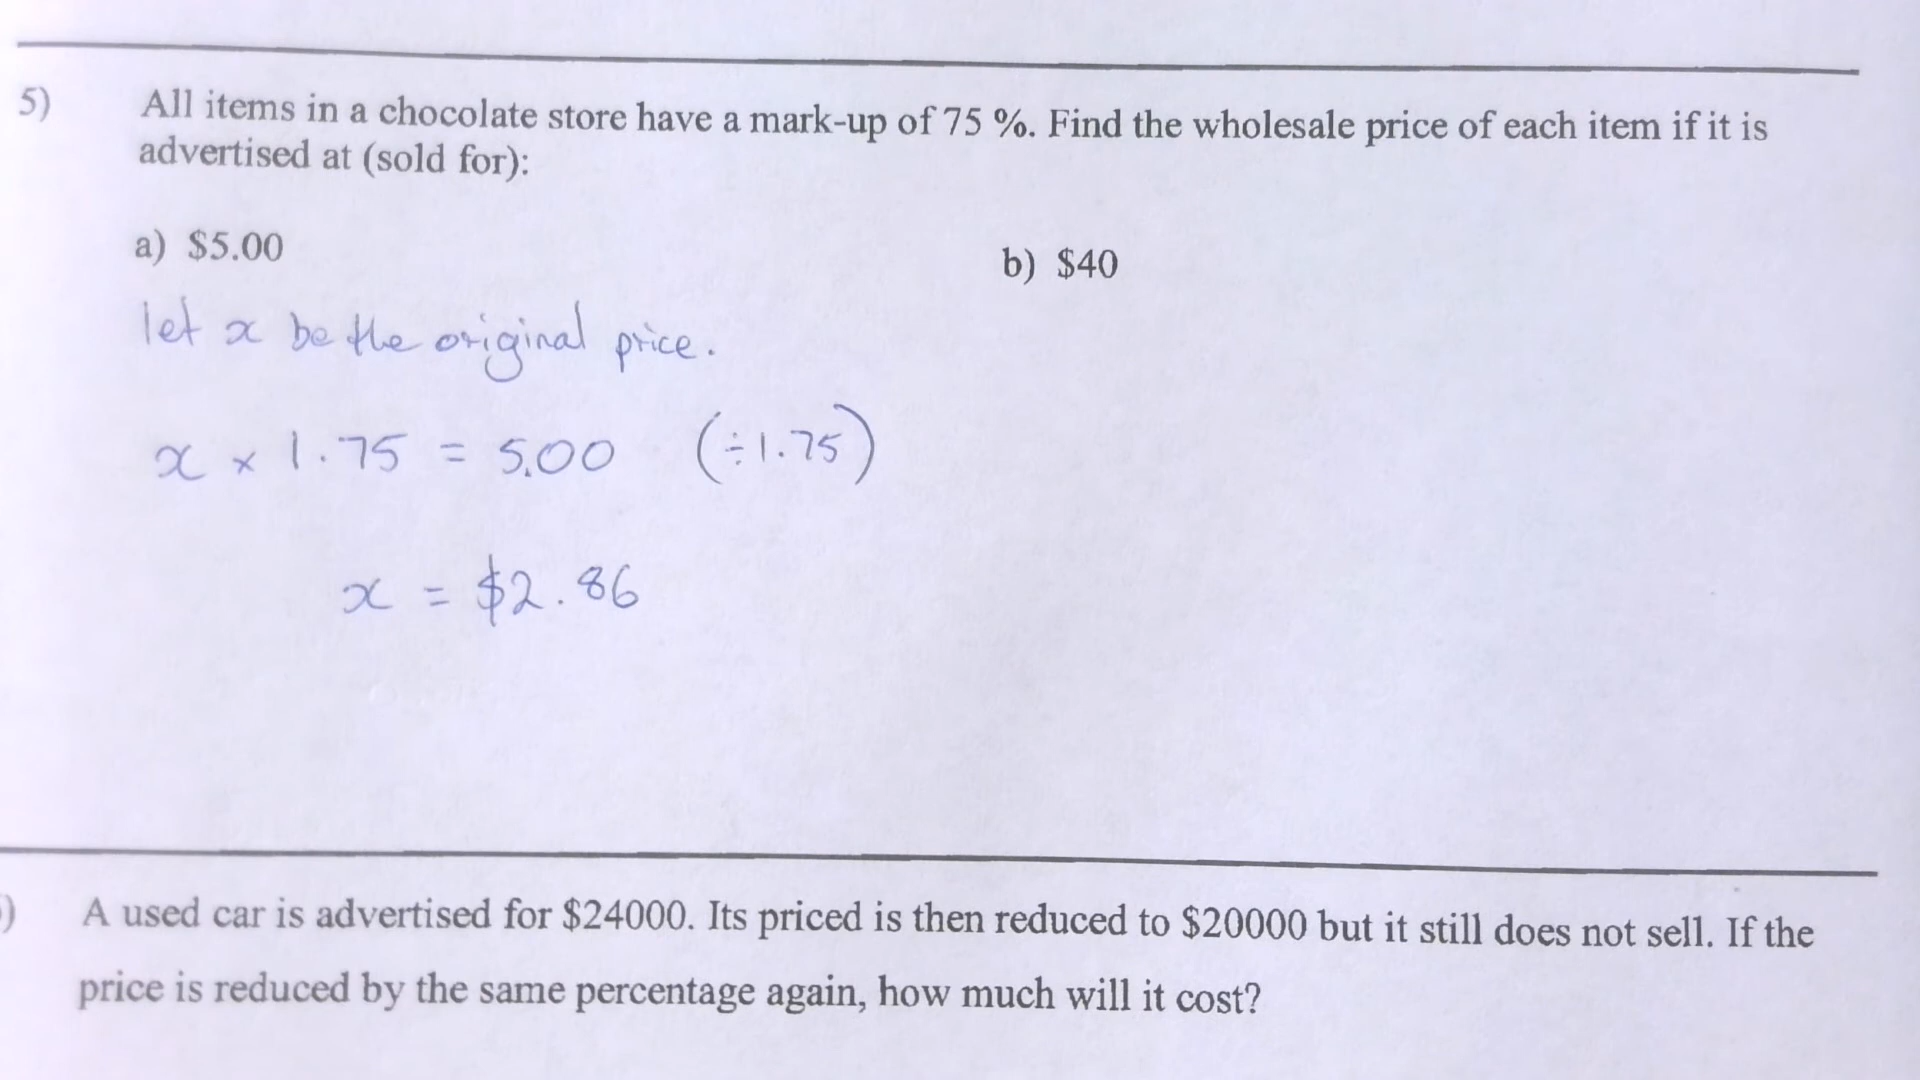 5) All items in a chocolate store have a mark-up of 75 %. Find the wholesale price of each item if it is
advertised at (sold for):
a) $5.00
b) $40
let x be the original price.
x × 1.75 = 5.00 (÷1.75)
x = $2.86
) A used car is advertised for $24000. Its priced is then reduced to $20000 but it still does not sell. If the
price is reduced by the same percentage again, how much will it cost?